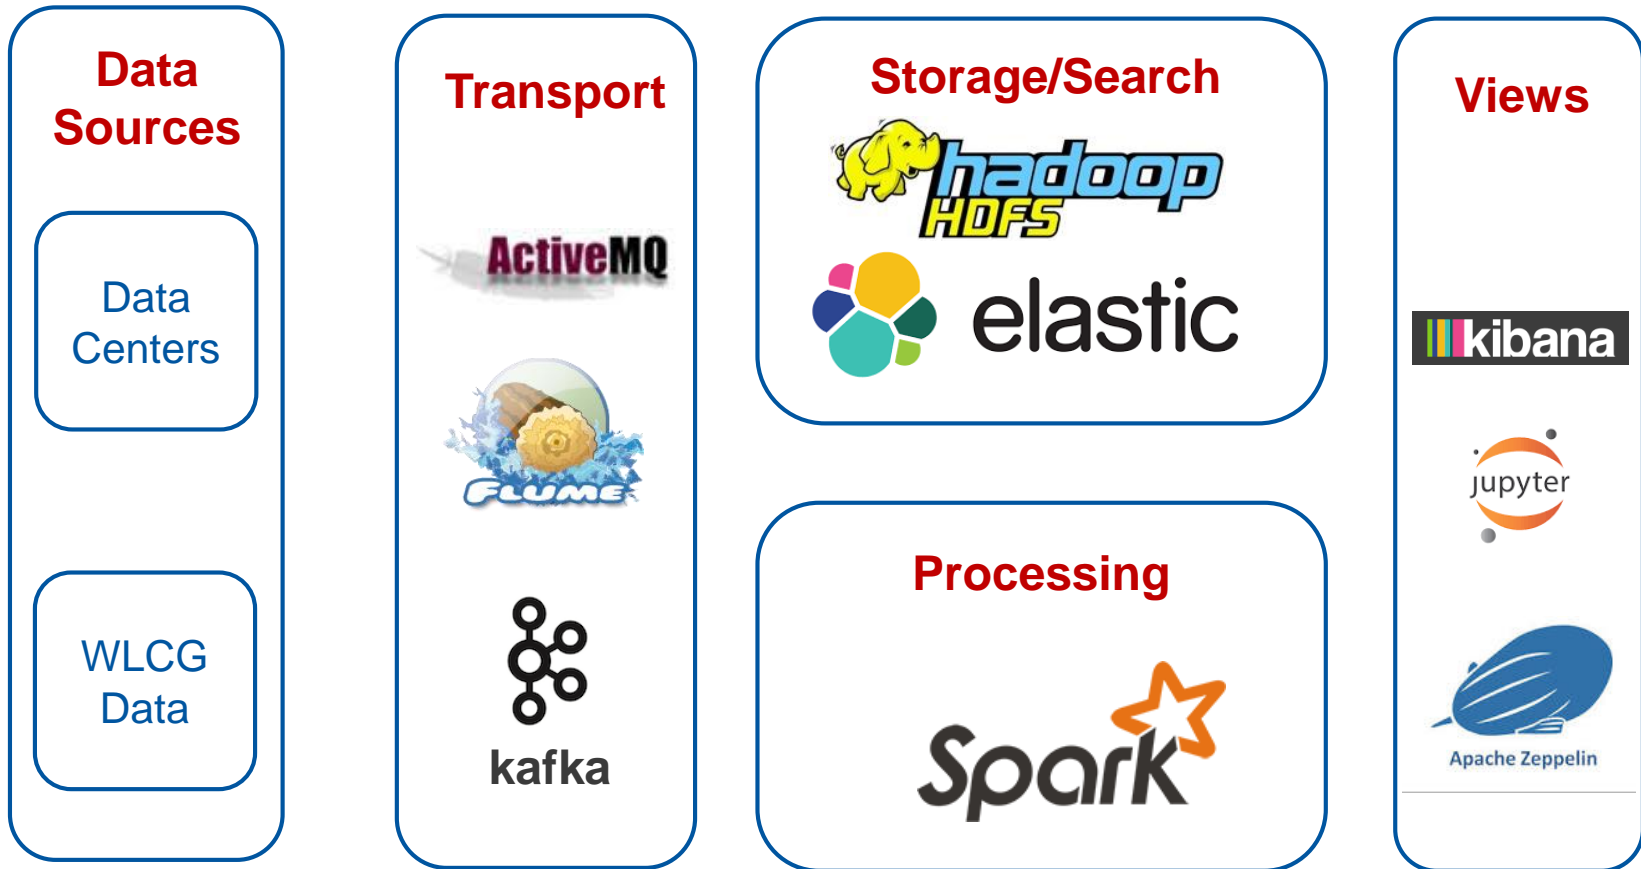 Data
Sources
Data
Centers
WLCG
Data
Transport
ActiveMQ
FLUME
kafka
Storage/Search
hadoop
HDFS
elastic
Processing
Spark
Views
kibana
jupyter
Apache Zeppelin